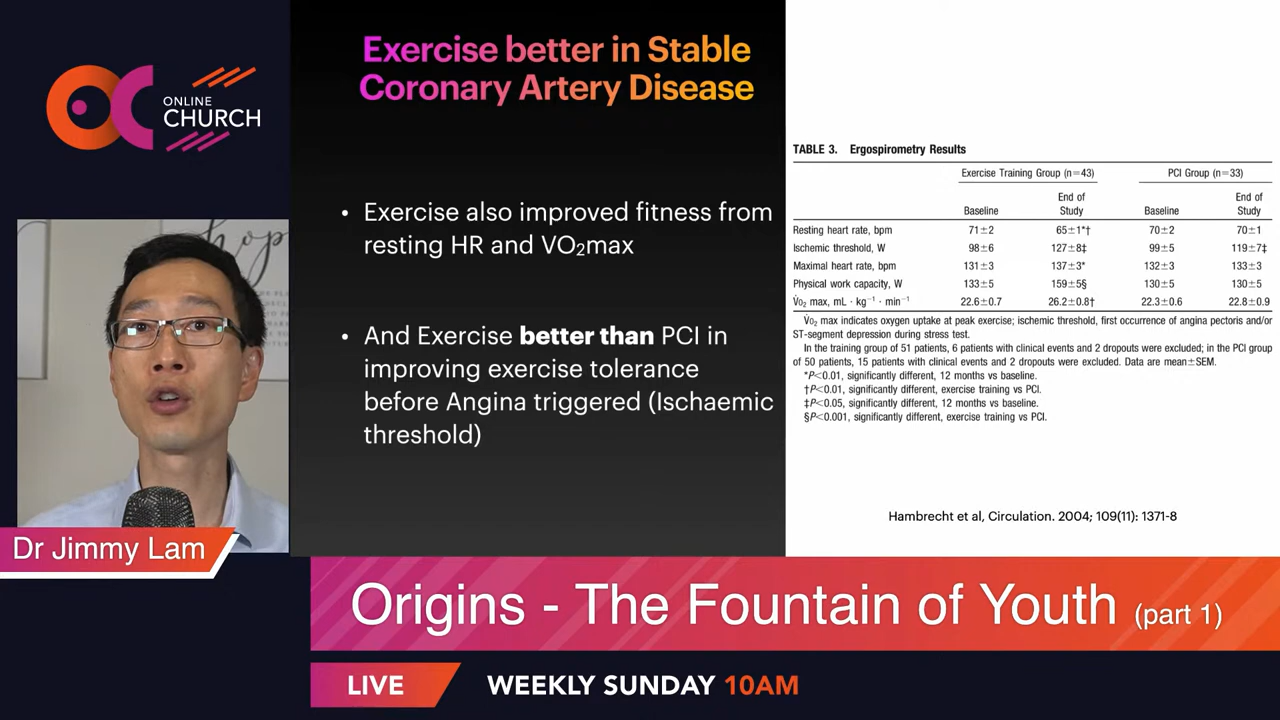 ONLINE
CHURCH
Exercise better in Stable
Coronary Artery Disease
• Exercise also improved fitness from
resting HR and VO₂max
• And Exercise better than PCI in
improving exercise tolerance
before Angina triggered (Ischaemic
threshold)
TABLE 3. Ergospirometry Results
Exercise Training Group (n=43) PCI Group (n=33)
Baseline End of Study Baseline End of Study
Resting heart rate, bpm 71±2 65±1*† 70±2 70±1
Ischemic threshold, W 98±6 127±8‡ 99±5 119±7‡
Maximal heart rate, bpm 131±3 137±3* 132±3 133±3
Physical work capacity, W 133±5 159±5§ 130±5 130±5
V̇o₂ max, mL · kg⁻¹ · min⁻¹ 22.6±0.7 26.2±0.8† 22.3±0.6 22.8±0.9
V̇o₂ max indicates oxygen uptake at peak exercise; ischemic threshold, first occurrence of angina pectoris and/or
ST-segment depression during stress test.
In the training group of 51 patients, 6 patients with clinical events and 2 dropouts were excluded; in the PCI group
of 50 patients, 15 patients with clinical events and 2 dropouts were excluded. Data are mean±SEM.
*P<0.01, significantly different, 12 months vs baseline.
†P<0.01, significantly different, exercise training vs PCI.
‡P<0.05, significantly different, 12 months vs baseline.
§P<0.001, significantly different, exercise training vs PCI.
Hambrecht et al, Circulation. 2004; 109(11): 1371-8
Dr Jimmy Lam
Origins - The Fountain of Youth (part 1)
LIVE WEEKLY SUNDAY 10AM